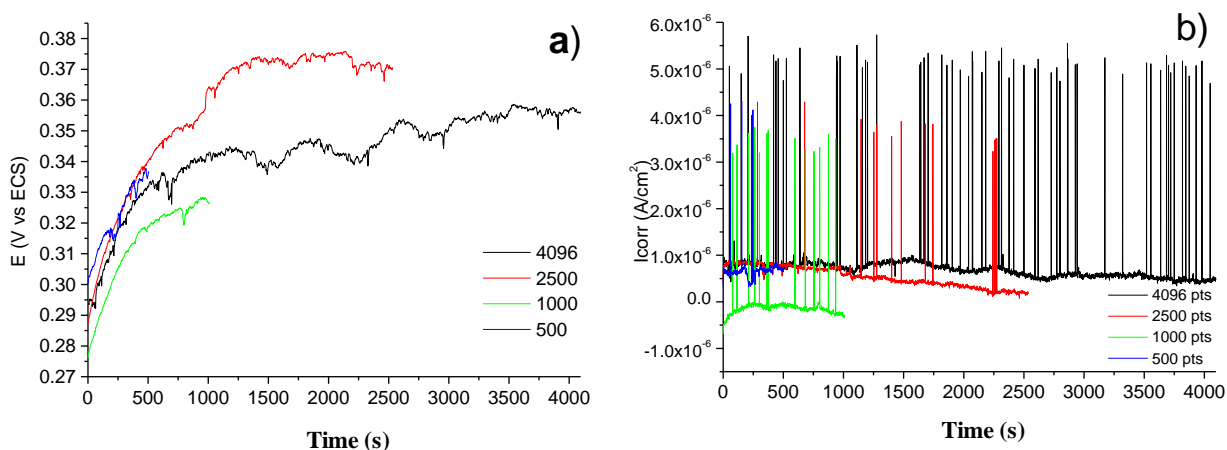 a)
E (V vs ECS)
0.38
0.37
0.36
0.35
0.34
0.33
0.32
0.31
0.30
0.29
0.28
0.27
4096
2500
1000
500
0 500 1000 1500 2000 2500 3000 3500 4000
Time (s)
b)
Icorr (A/cm²)
6.0x10⁻⁶
5.0x10⁻⁶
4.0x10⁻⁶
3.0x10⁻⁶
2.0x10⁻⁶
1.0x10⁻⁶
0.0
-1.0x10⁻⁶
4096 pts
2500 pts
1000 pts
500 pts
0 500 1000 1500 2000 2500 3000 3500 4000
Time (s)